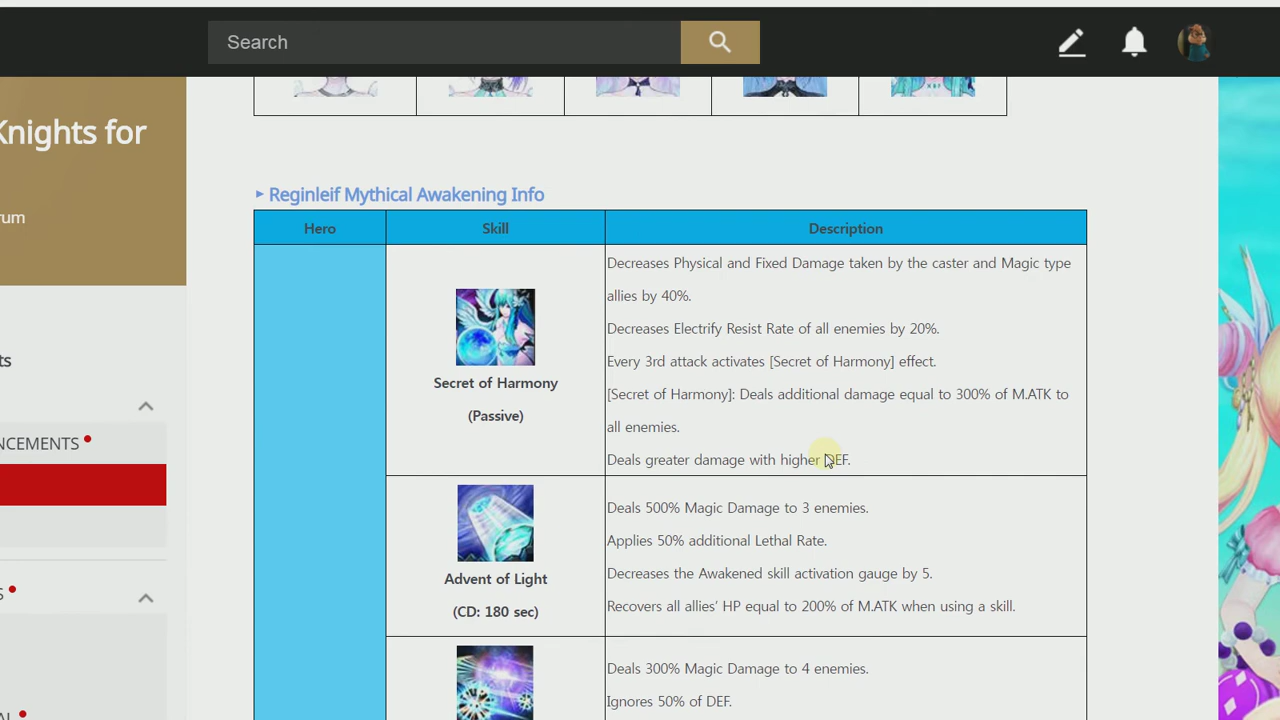 Search
Knights for
rum
ts
NCEMENTS
S
► Reginleif Mythical Awakening Info
Hero
Skill
Description
Secret of Harmony
(Passive)
Decreases Physical and Fixed Damage taken by the caster and Magic type
allies by 40%.
Decreases Electrify Resist Rate of all enemies by 20%.
Every 3rd attack activates [Secret of Harmony] effect.
[Secret of Harmony]: Deals additional damage equal to 300% of M.ATK to
all enemies.
Deals greater damage with higher DEF.
Advent of Light
(CD: 180 sec)
Deals 500% Magic Damage to 3 enemies.
Applies 50% additional Lethal Rate.
Decreases the Awakened skill activation gauge by 5.
Recovers all allies' HP equal to 200% of M.ATK when using a skill.
Deals 300% Magic Damage to 4 enemies.
Ignores 50% of DEF.